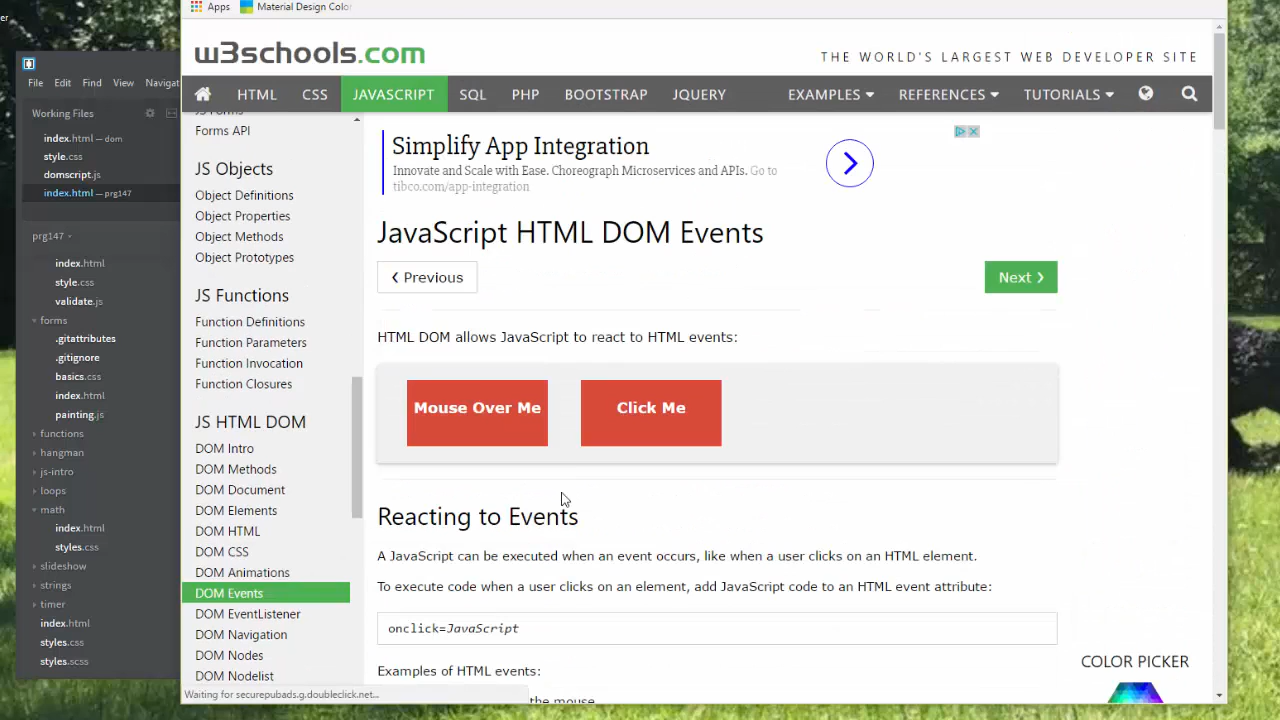 er
Apps
Material Design Color
w3schools.com
THE WORLD'S LARGEST WEB DEVELOPER SITE
File Edit Find View Navigat
HTML CSS JAVASCRIPT SQL PHP BOOTSTRAP JQUERY EXAMPLES REFERENCES TUTORIALS
Working Files
index.html — dom
style.css
domscript.js
index.html — prg147
prg147
index.html
style.css
validate.js
forms
.gitattributes
.gitignore
basics.css
index.html
painting.js
functions
hangman
js-intro
loops
math
index.html
styles.css
slideshow
strings
timer
index.html
styles.css
styles.scss
JS Forms
Forms API
JS Objects
Object Definitions
Object Properties
Object Methods
Object Prototypes
JS Functions
Function Definitions
Function Parameters
Function Invocation
Function Closures
JS HTML DOM
DOM Intro
DOM Methods
DOM Document
DOM Elements
DOM HTML
DOM CSS
DOM Animations
DOM Events
DOM EventListener
DOM Navigation
DOM Nodes
DOM Nodelist
Simplify App Integration
Innovate and Scale with Ease. Choreograph Microservices and APIs. Go to
tibco.com/app-integration
JavaScript HTML DOM Events
❮ Previous
Next ❯
HTML DOM allows JavaScript to react to HTML events:
Mouse Over Me
Click Me
Reacting to Events
A JavaScript can be executed when an event occurs, like when a user clicks on an HTML element.
To execute code when a user clicks on an element, add JavaScript code to an HTML event attribute:
onclick=JavaScript
Examples of HTML events:
the mouse
COLOR PICKER
Waiting for securepubads.g.doubleclick.net...